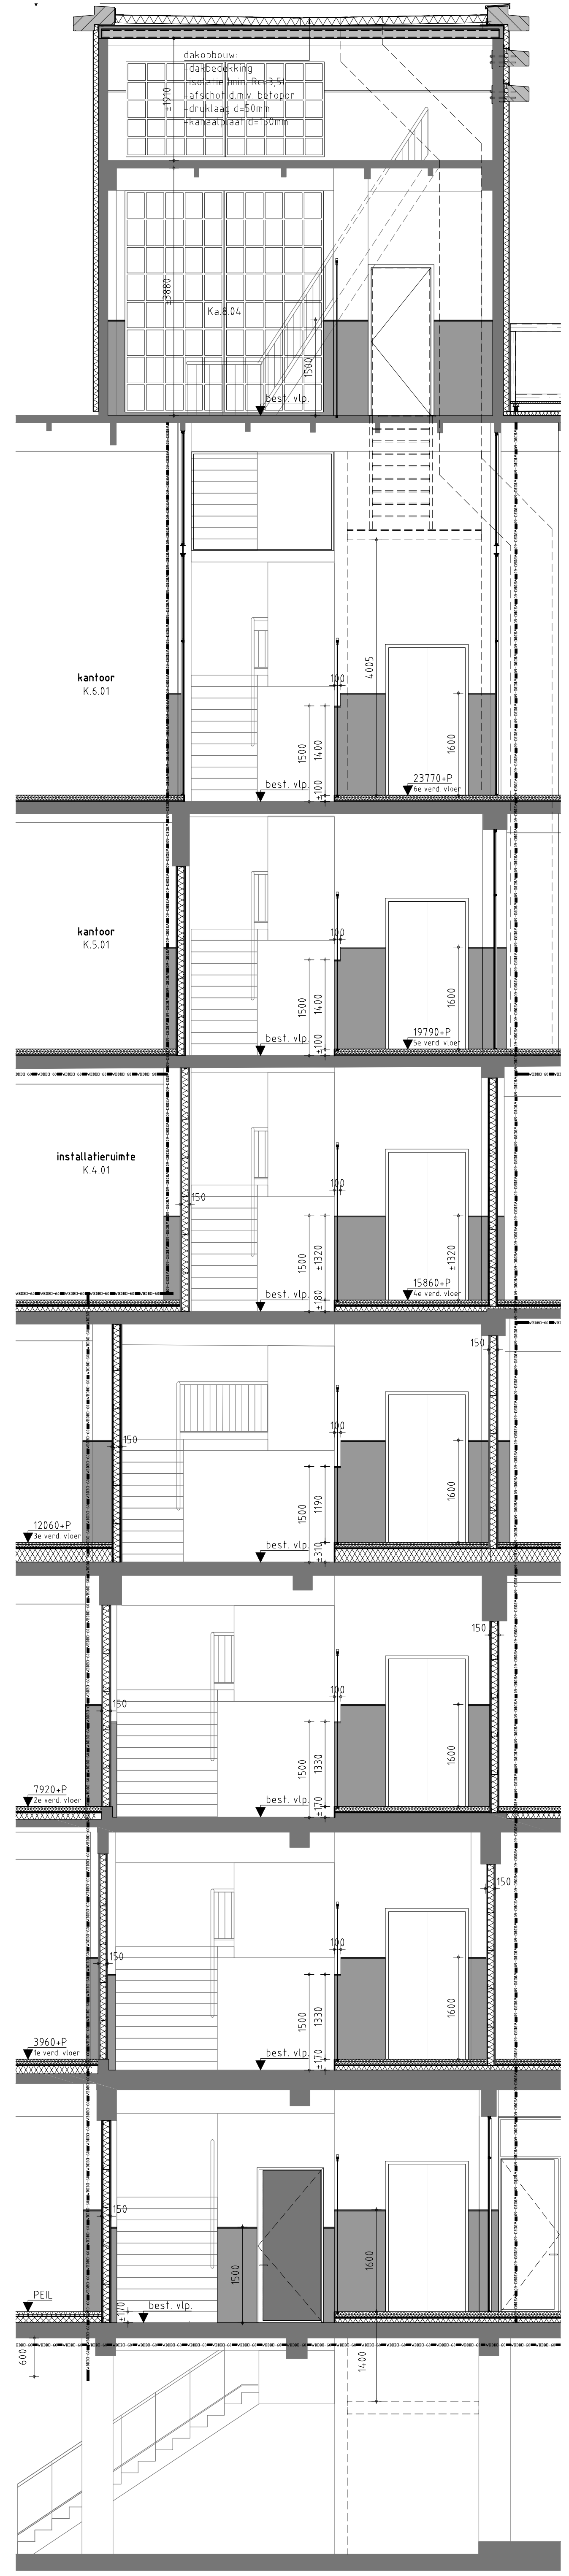 dakopbouw:
-dakbedekking
-isolatie (min. Rc=3,5)
-afschot d.m.v. betopor
-druklaag d=50mm
-kanaalplaat d=150mm
±1910
±3880
Ka.8.04
1500
best. vlp.
kantoor
K.6.01
100
4005
1500
1400
±100
1600
best. vlp.
23770+P
6e verd. vloer
kantoor
K.5.01
100
1500
1400
±100
1600
best. vlp.
19790+P
5e verd. vloer
installatieruimte
K.4.01
150
100
1500
±1320
±180
±1320
best. vlp.
15860+P
4e verd. vloer
150
150
100
1500
1190
±310
1600
12060+P
3e verd. vloer
best. vlp.
150
150
100
1500
1330
±170
1600
7920+P
2e verd. vloer
best. vlp.
150
150
100
1500
1330
±170
1600
3960+P
1e verd. vloer
best. vlp.
150
1500
1600
PEIL
±170
best. vlp.
600
1400